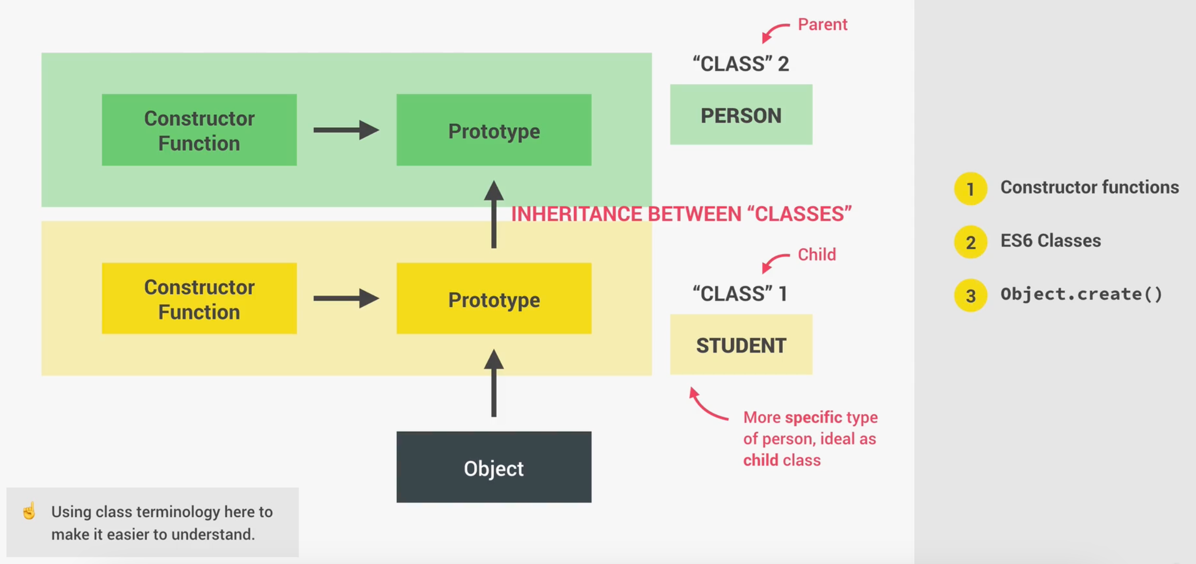 Parent
“CLASS” 2
PERSON
Constructor
Function
Prototype
INHERITANCE BETWEEN “CLASSES”
Child
“CLASS” 1
STUDENT
Constructor
Function
Prototype
More specific type
of person, ideal as
child class
Object
Using class terminology here to
make it easier to understand.
1 Constructor functions
2 ES6 Classes
3 Object.create()